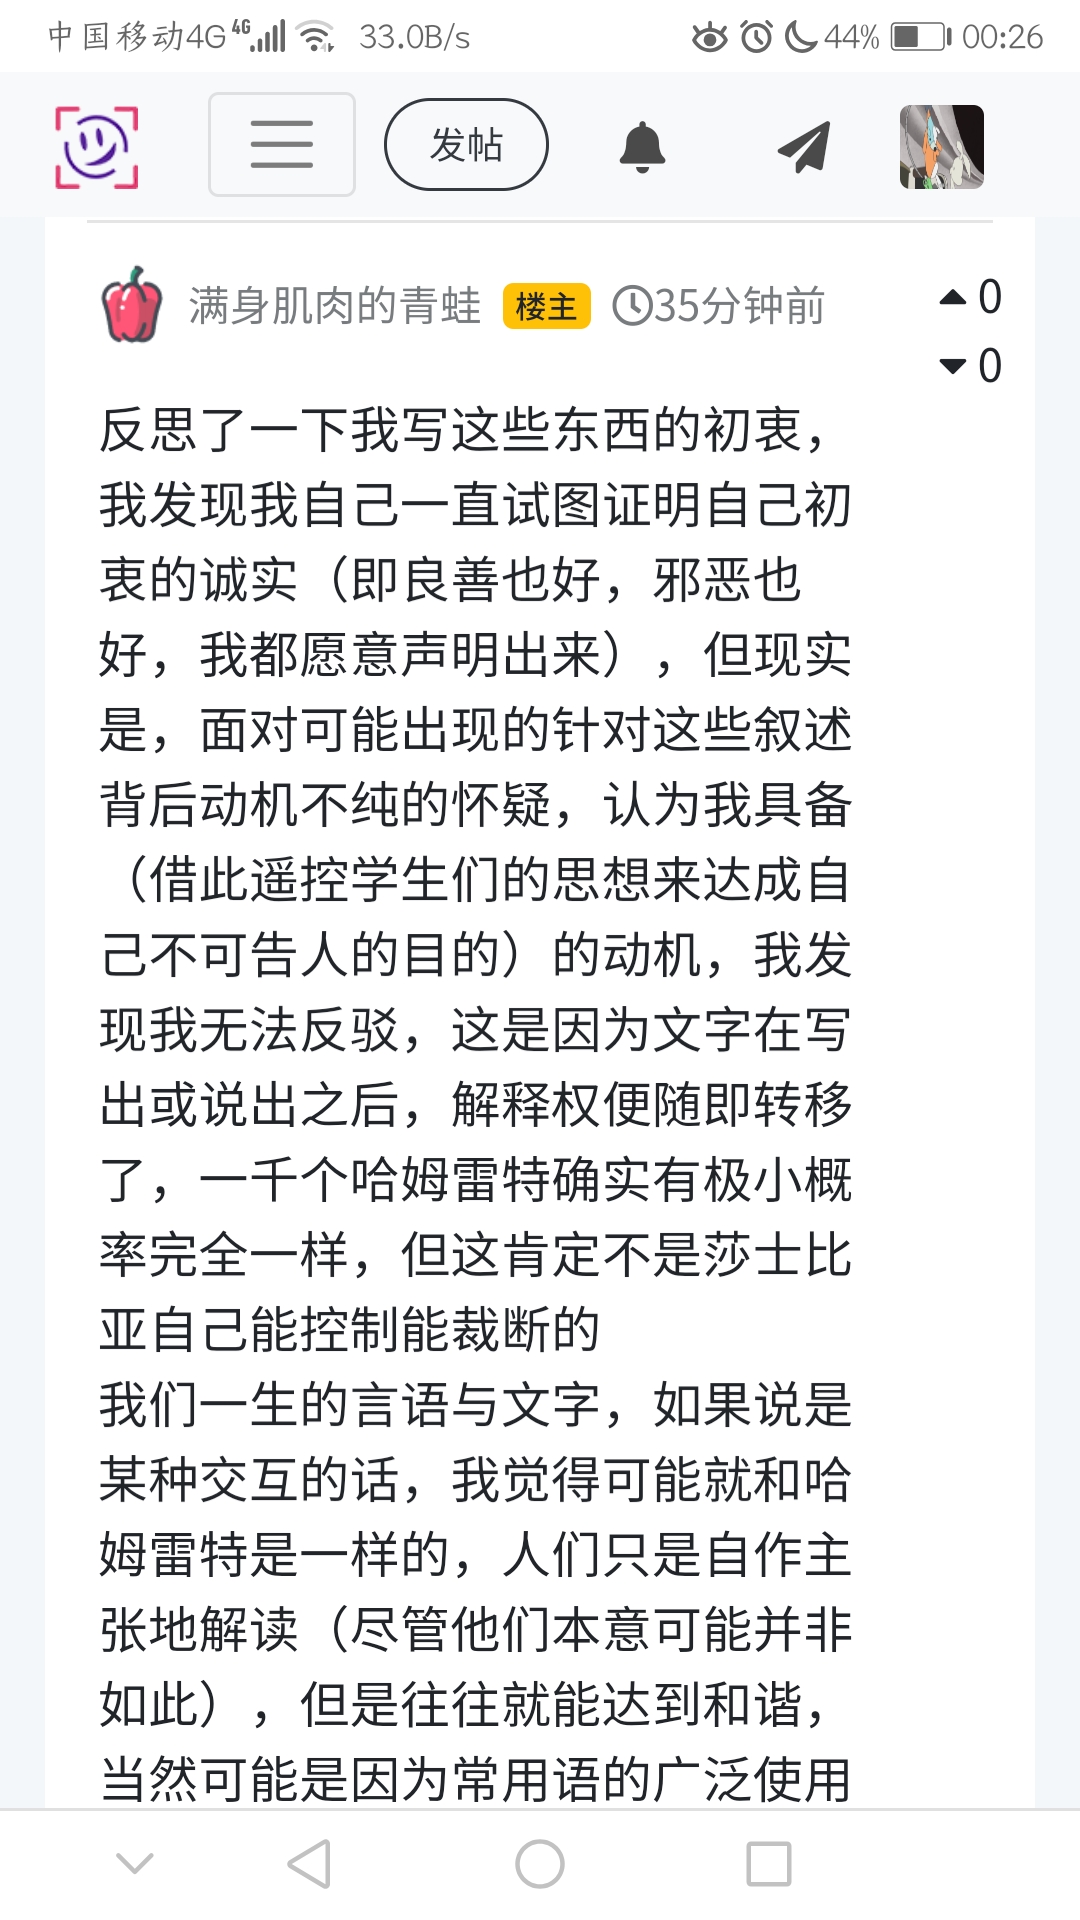 中国移动4G 4G 33.0B/s 44% 00:26
发帖
满身肌肉的青蛙 楼主 35分钟前 0
0
反思了一下我写这些东西的初衷，
我发现我自己一直试图证明自己初
衷的诚实（即良善也好，邪恶也
好，我都愿意声明出来），但现实
是，面对可能出现的针对这些叙述
背后动机不纯的怀疑，认为我具备
（借此遥控学生们的思想来达成自
己不可告人的目的）的动机，我发
现我无法反驳，这是因为文字在写
出或说出之后，解释权便随即转移
了，一千个哈姆雷特确实有极小概
率完全一样，但这肯定不是莎士比
亚自己能控制能裁断的
我们一生的言语与文字，如果说是
某种交互的话，我觉得可能就和哈
姆雷特是一样的，人们只是自作主
张地解读（尽管他们本意可能并非
如此），但是往往就能达到和谐，
当然可能是因为常用语的广泛使用